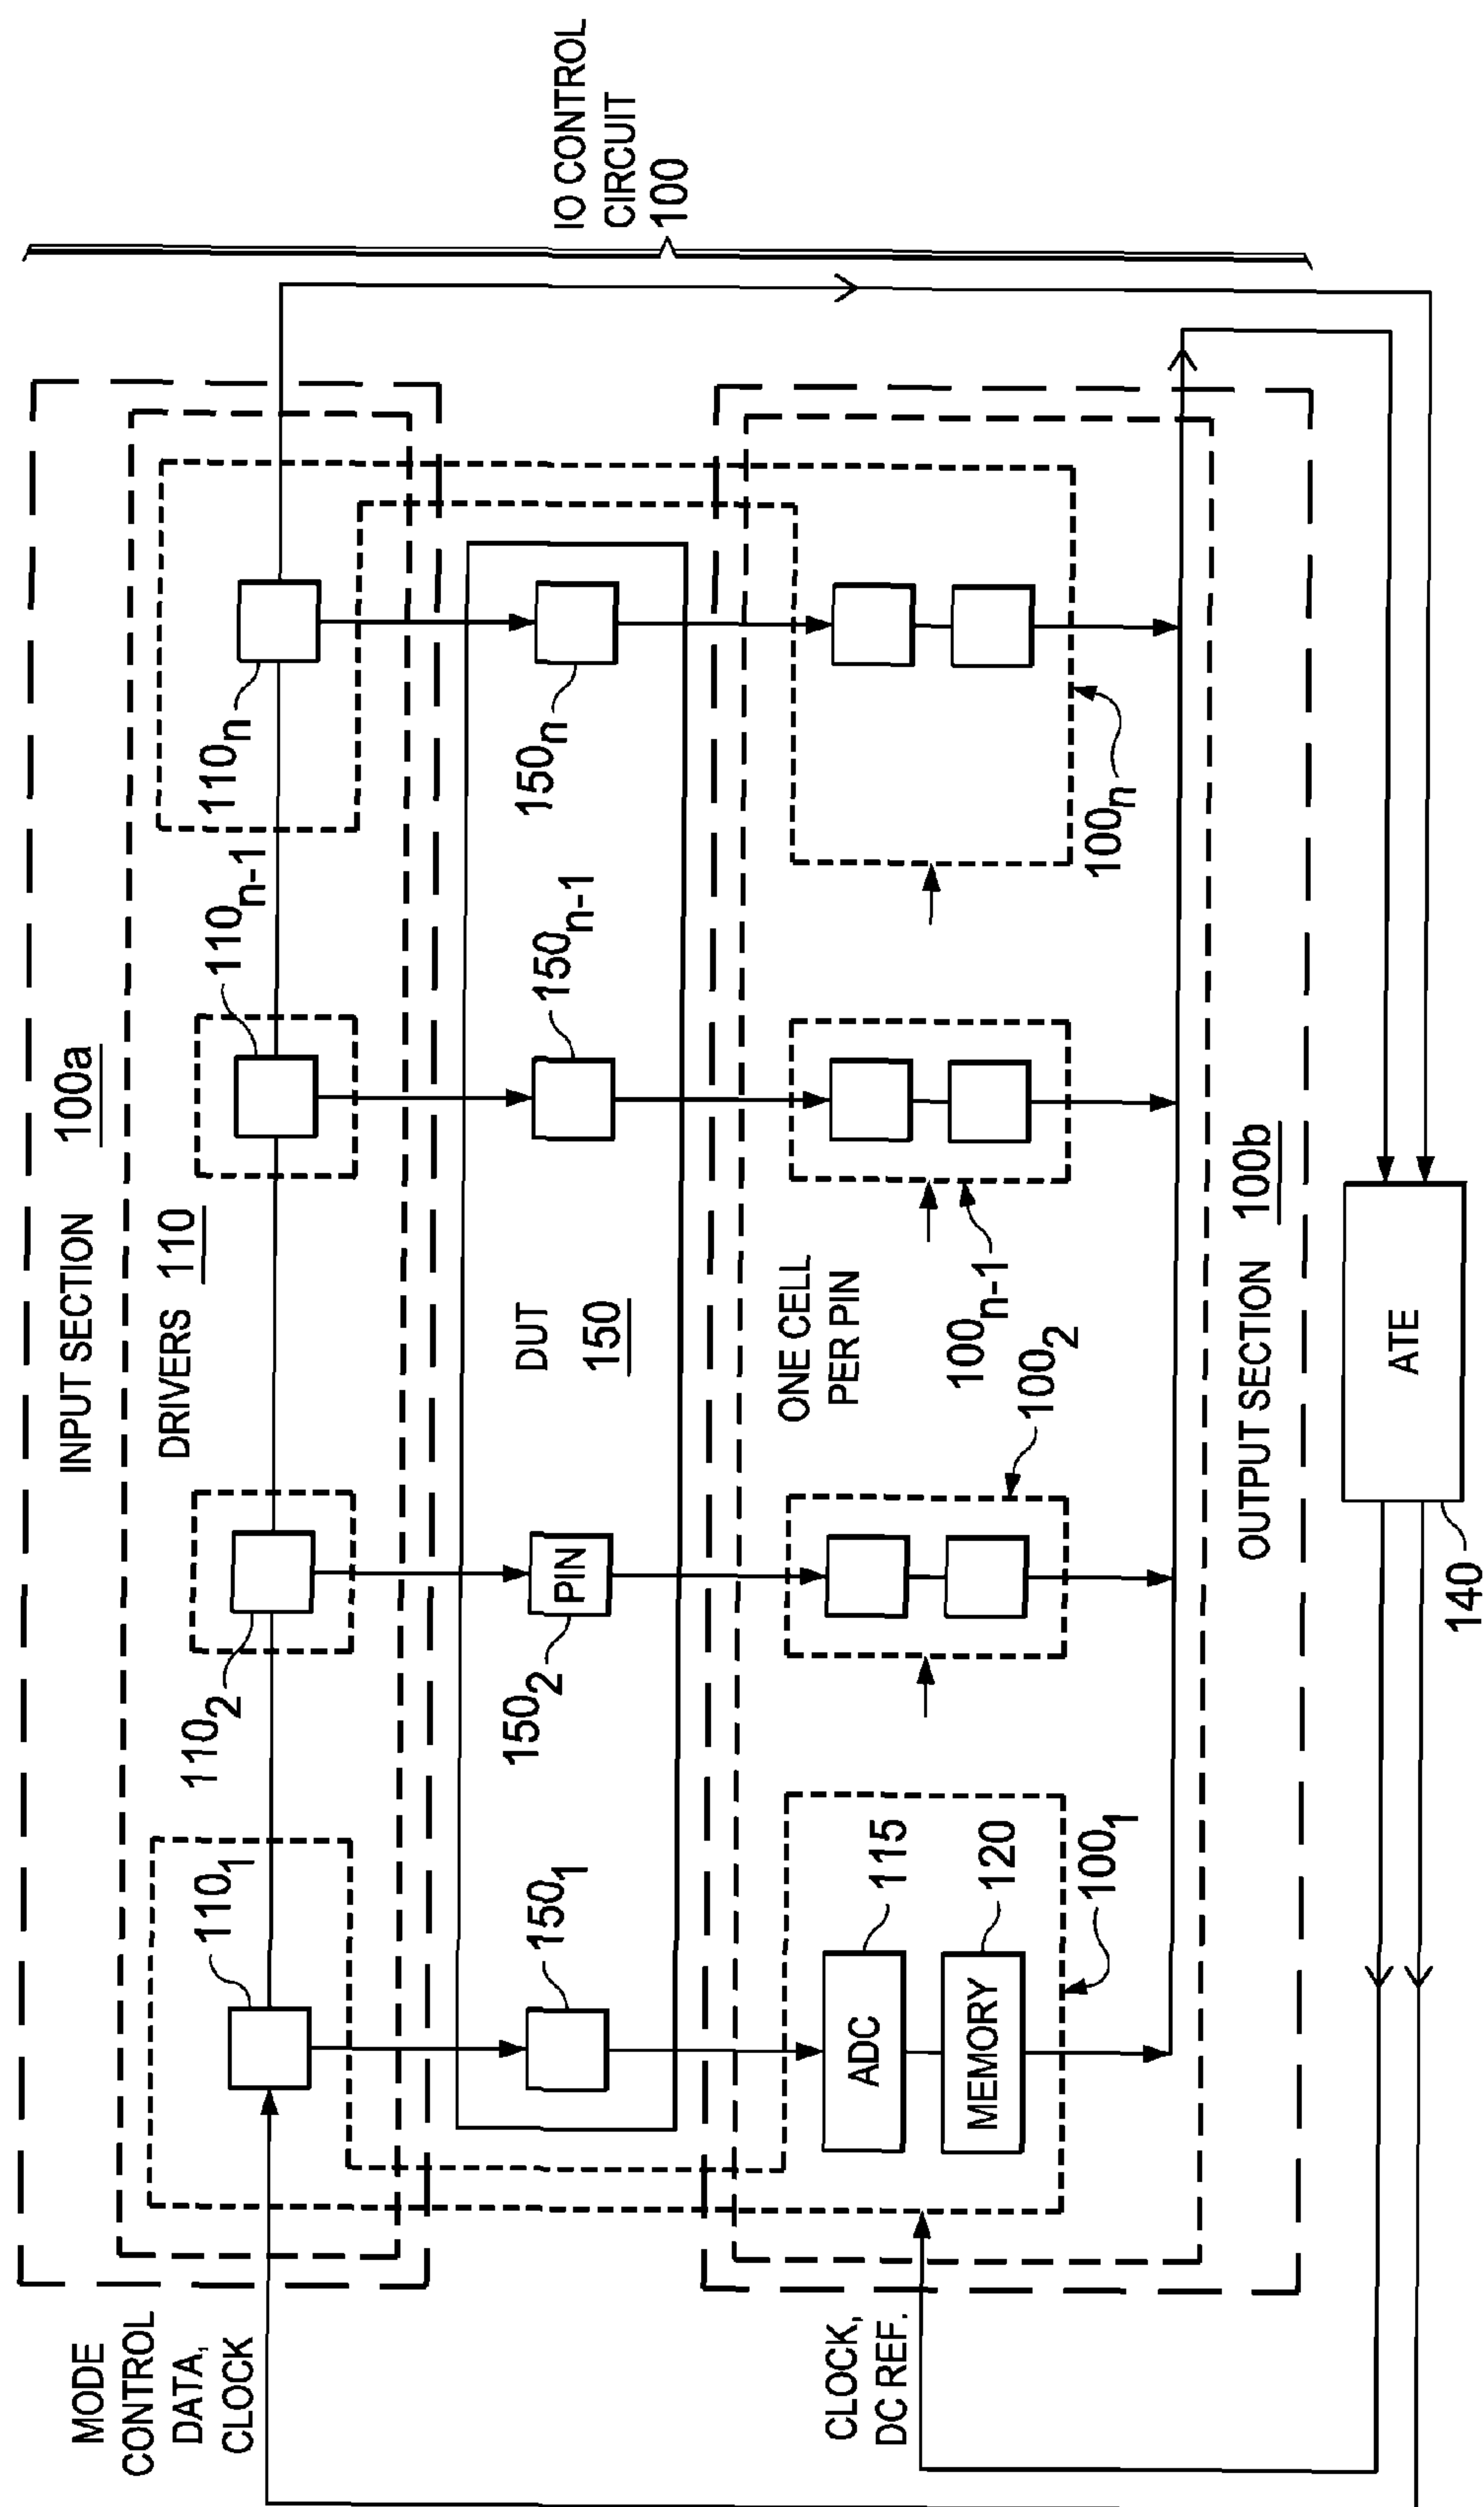 IO CONTROL
CIRCUIT
100
INPUT SECTION 100a
DRIVERS 110
MODE
CONTROL
DATA,
CLOCK
110₁
110₂
110ₙ₋₁
110ₙ
DUT
150
150₁
150₂
PIN
150ₙ₋₁
150ₙ
ONE CELL
PER PIN
CLOCK,
DC REF.
ADC
115
MEMORY
120
100₁
100₂
100ₙ₋₁
100ₙ
OUTPUT SECTION 100b
ATE
140